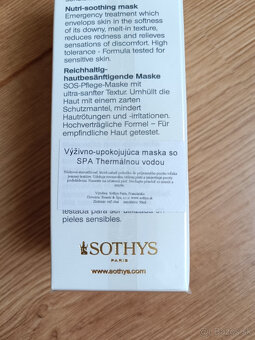 Nutri-soothing mask
Emergency treatment which
envelops skin in the softness
of its downy, melt-in texture,
reduces redness and relieves
sensations of discomfort. High
tolerance - Formula tested for
sensitive skin.
Reichhaltig-
hautbesänftigende Maske
SOS-Pflege-Maske mit
ultra-sanfter Textur. Umhüllt die
Haut mit einem zarten
Schutzmantel, mindert
Hautrötungen und -irritationen.
Hochverträgliche Formel – Für
empfindliche Haut getestet.
Výživno-upokojujúca maska so
SPA Thermálnou vodou
pieles sensibles.
SOTHYS
PARIS
www.sothys.com